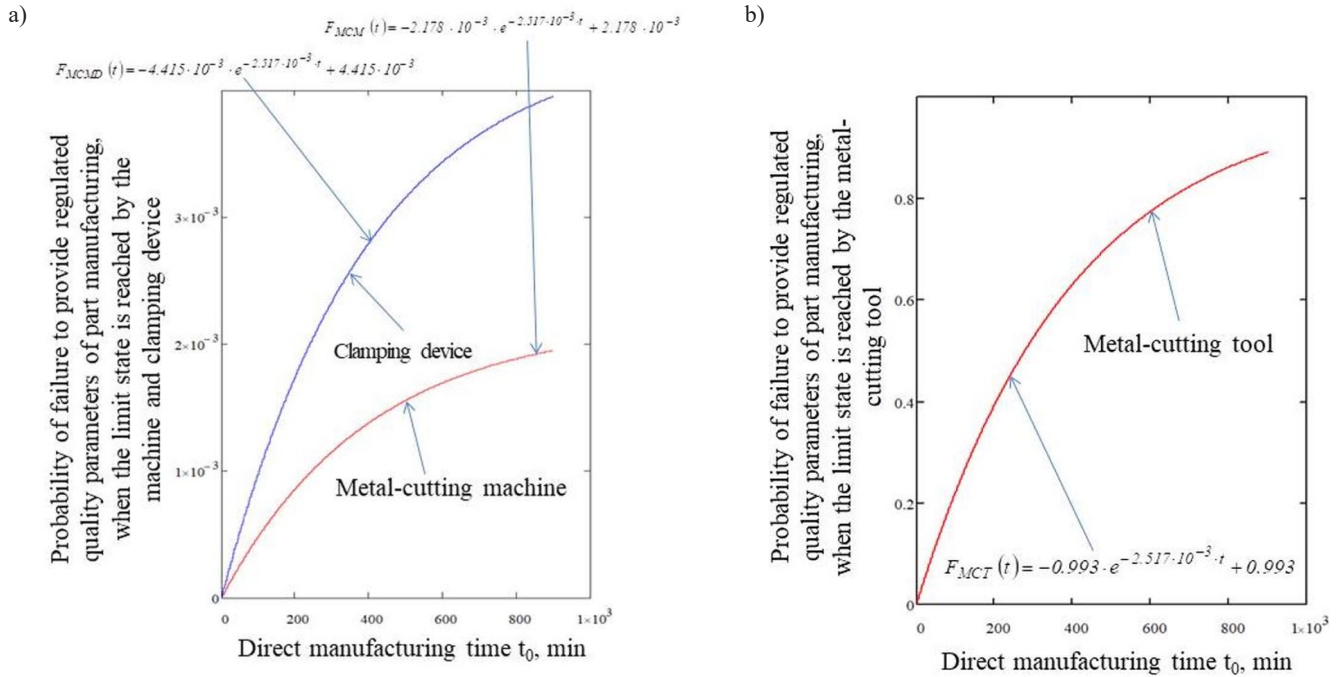 a)
F_MCM (t)=−2.178 · 10⁻³ · e^(−2.517·10⁻³·t) + 2.178 · 10⁻³
F_MCMD (t)=−4.415·10⁻³ · e^(−2.517·10⁻³·t) + 4.415·10⁻³
Probability of failure to provide regulated
quality parameters of part manufacturing,
when the limit state is reached by the
machine and clamping device
3×10⁻³
2×10⁻³
1×10⁻³
0
Clamping device
Metal-cutting machine
0 200 400 600 800 1×10³
Direct manufacturing time t₀, min
b)
Probability of failure to provide regulated
quality parameters of part manufacturing,
when the limit state is reached by the metal-
cutting tool
0.8
0.6
0.4
0.2
0
Metal-cutting tool
F_MCT (t)=−0.993·e^(−2.517·10⁻³·t) + 0.993
0 200 400 600 800 1×10³
Direct manufacturing time t₀, min